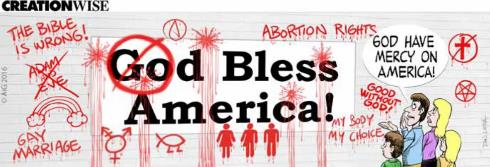 CREATIONWISE
THE BIBLE
IS WRONG!
ADAM
&
EVE
GAY
MARRIAGE
© AiG 2016
God Bless
America!
ABORTION RIGHTS
MY BODY
MY CHOICE
GOOD
WITHOUT
GOD!
GOD HAVE
MERCY ON
AMERICA!